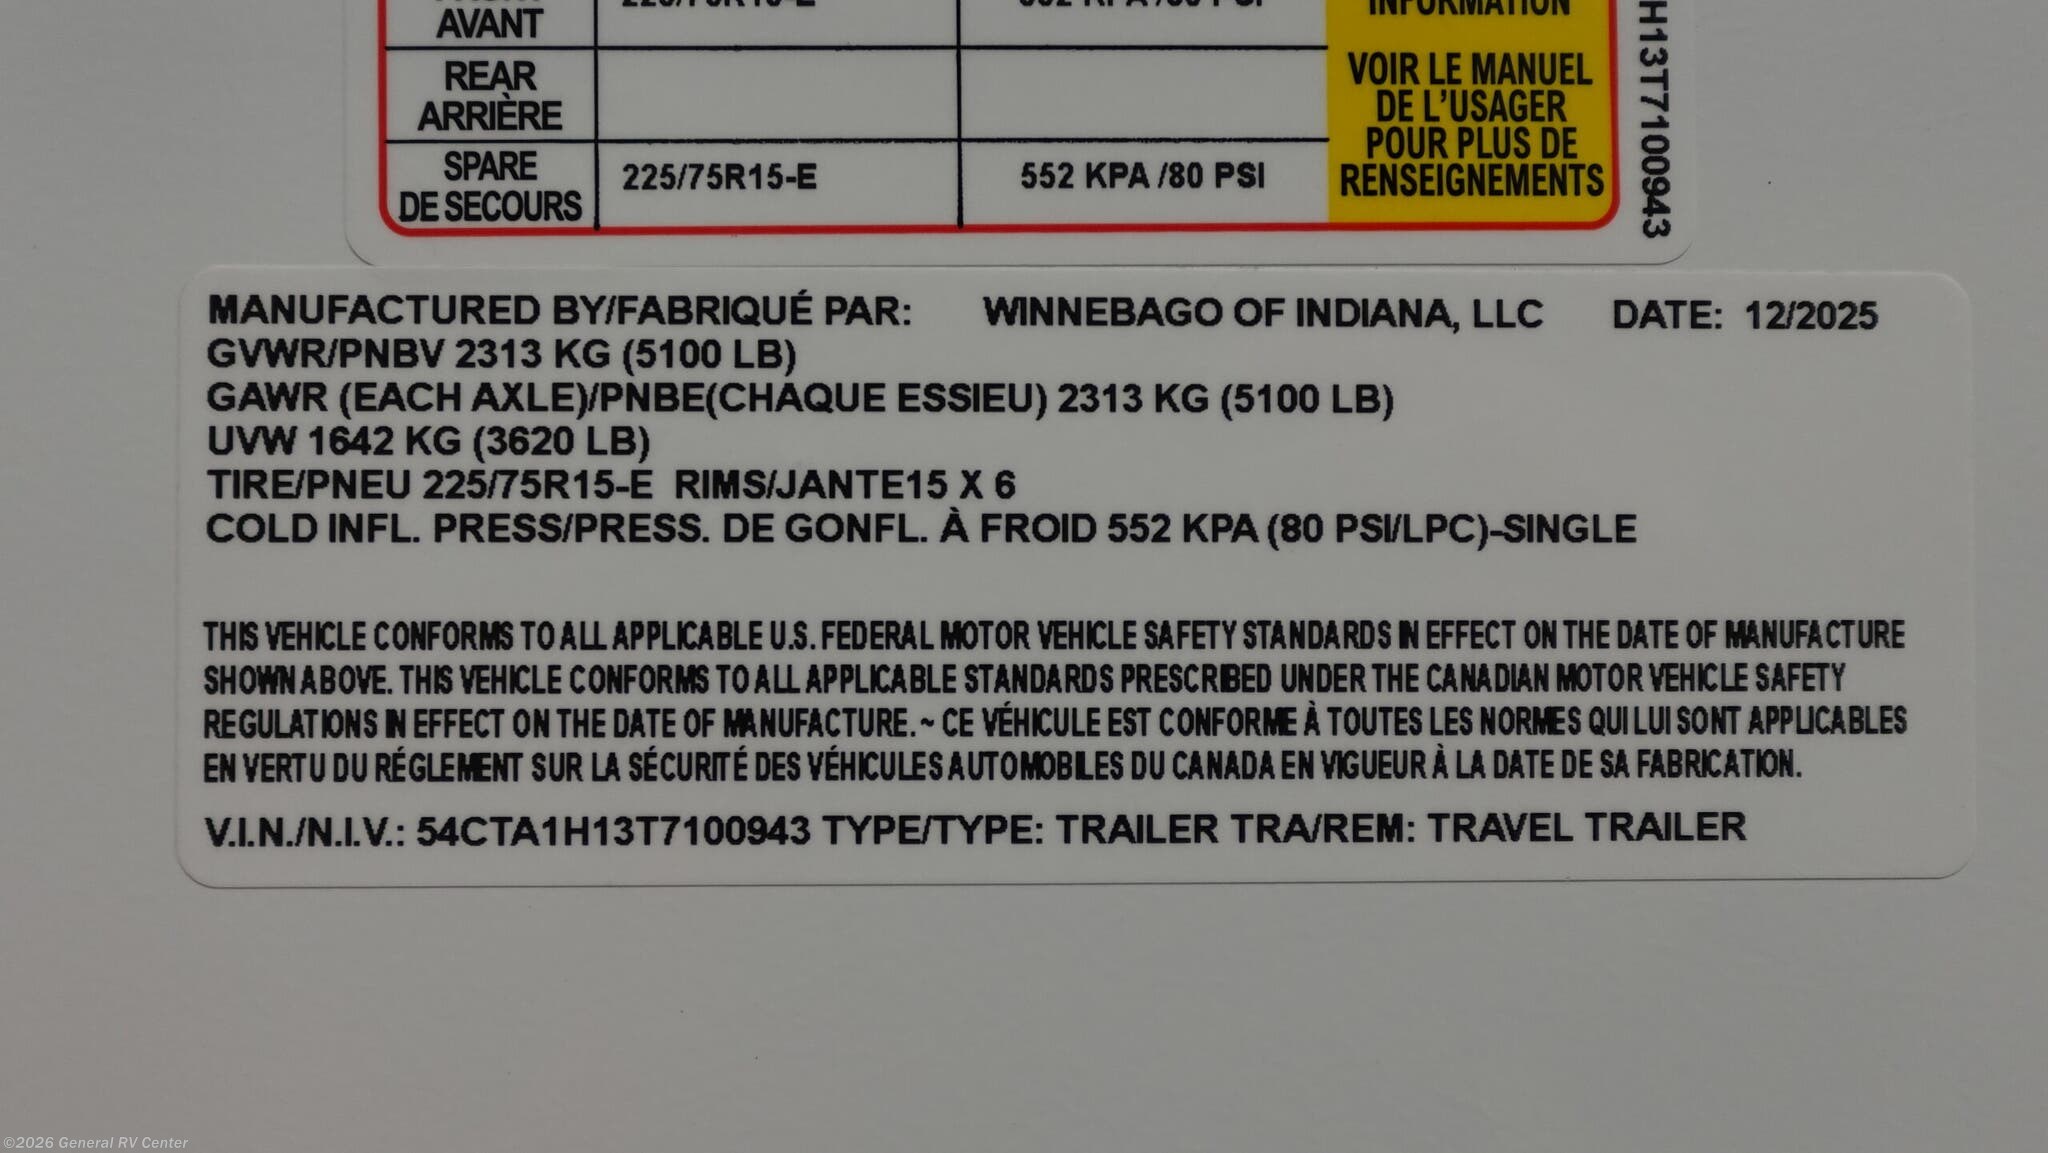 AVANT
INFORMATION
REAR
ARRIÈRE
VOIR LE MANUEL
DE L'USAGER
POUR PLUS DE
RENSEIGNEMENTS
SPARE
DE SECOURS
225/75R15-E
552 KPA /80 PSI
H13T7100943
MANUFACTURED BY/FABRIQUÉ PAR: WINNEBAGO OF INDIANA, LLC DATE: 12/2025
GVWR/PNBV 2313 KG (5100 LB)
GAWR (EACH AXLE)/PNBE(CHAQUE ESSIEU) 2313 KG (5100 LB)
UVW 1642 KG (3620 LB)
TIRE/PNEU 225/75R15-E RIMS/JANTE15 X 6
COLD INFL. PRESS/PRESS. DE GONFL. À FROID 552 KPA (80 PSI/LPC)-SINGLE
THIS VEHICLE CONFORMS TO ALL APPLICABLE U.S. FEDERAL MOTOR VEHICLE SAFETY STANDARDS IN EFFECT ON THE DATE OF MANUFACTURE
SHOWN ABOVE. THIS VEHICLE CONFORMS TO ALL APPLICABLE STANDARDS PRESCRIBED UNDER THE CANADIAN MOTOR VEHICLE SAFETY
REGULATIONS IN EFFECT ON THE DATE OF MANUFACTURE. ~ CE VÉHICULE EST CONFORME À TOUTES LES NORMES QUI LUI SONT APPLICABLES
EN VERTU DU RÉGLEMENT SUR LA SÉCURITÉ DES VÉHICULES AUTOMOBILES DU CANADA EN VIGUEUR À LA DATE DE SA FABRICATION.
V.I.N./N.I.V.: 54CTA1H13T7100943 TYPE/TYPE: TRAILER TRA/REM: TRAVEL TRAILER
©2026 General RV Center